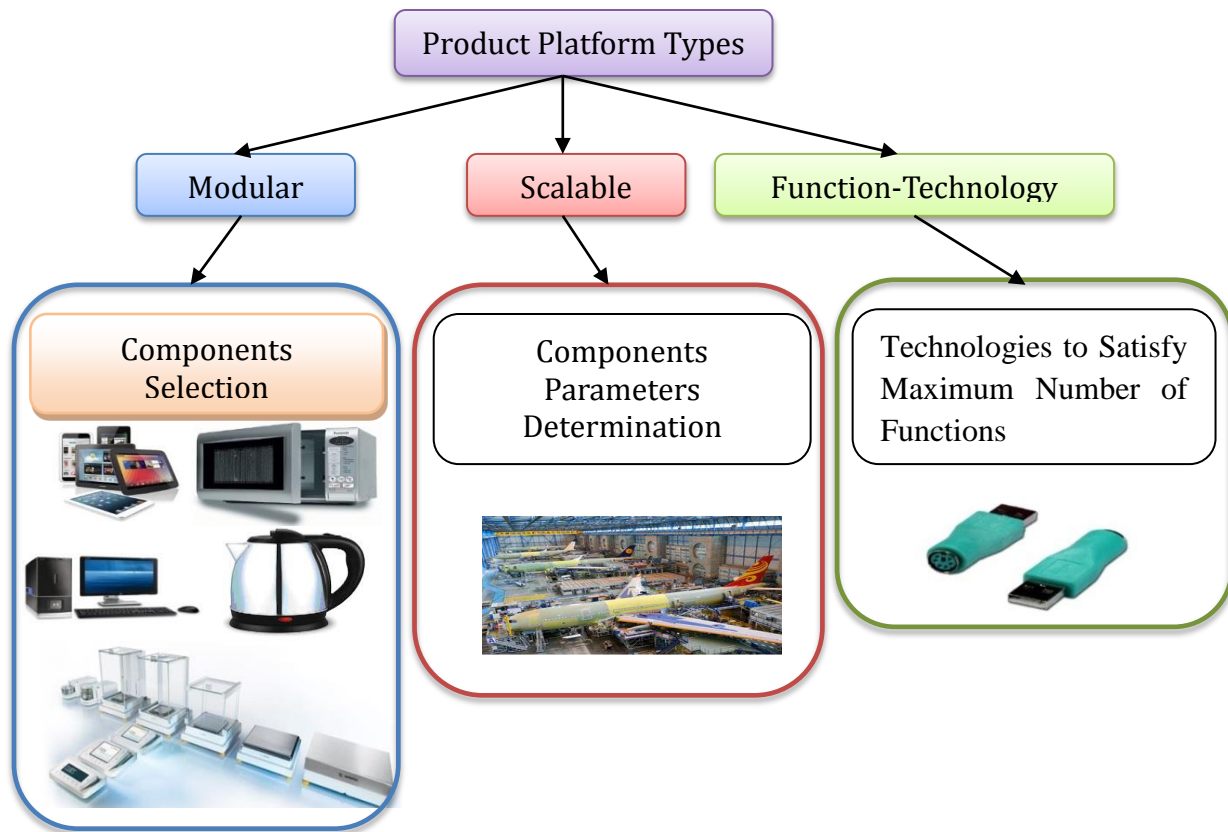 Product Platform Types
Modular
Scalable
Function-Technology
Components
Selection
Components
Parameters
Determination
Technologies to Satisfy
Maximum Number of
Functions